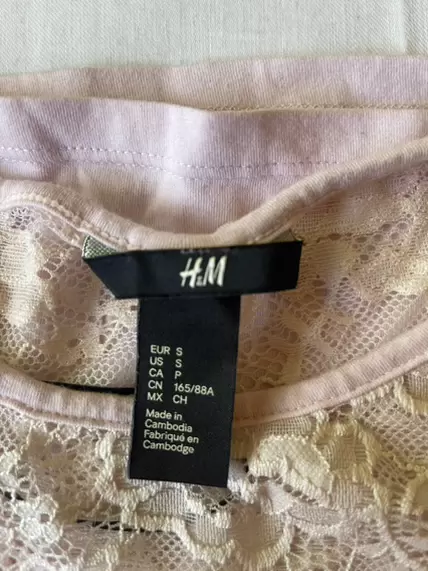 H&M
EUR S
US S
CA P
CN 165/88A
MX CH
Made in
Cambodia
Fabriqué en
Cambodge